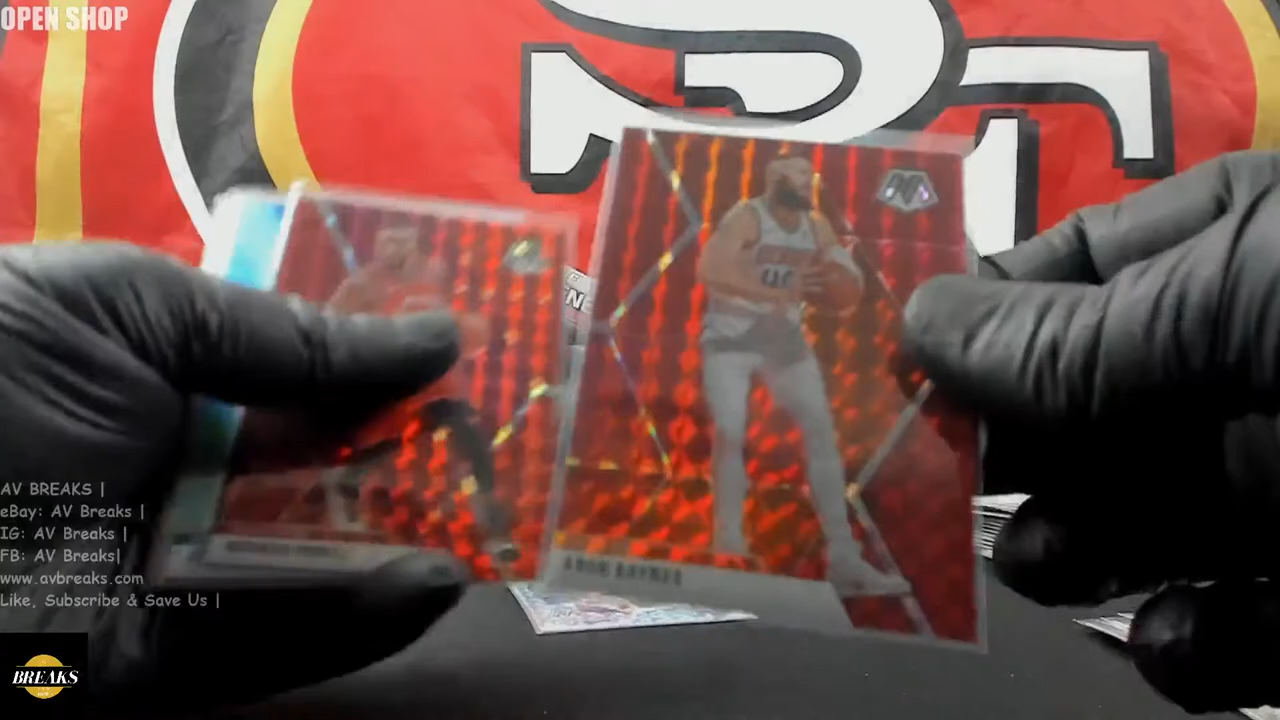 OPEN SHOP
SF
AV BREAKS |
eBay: AV Breaks |
IG: AV Breaks |
FB: AV Breaks|
www.avbreaks.com
Like, Subscribe & Save Us |
BREAKS